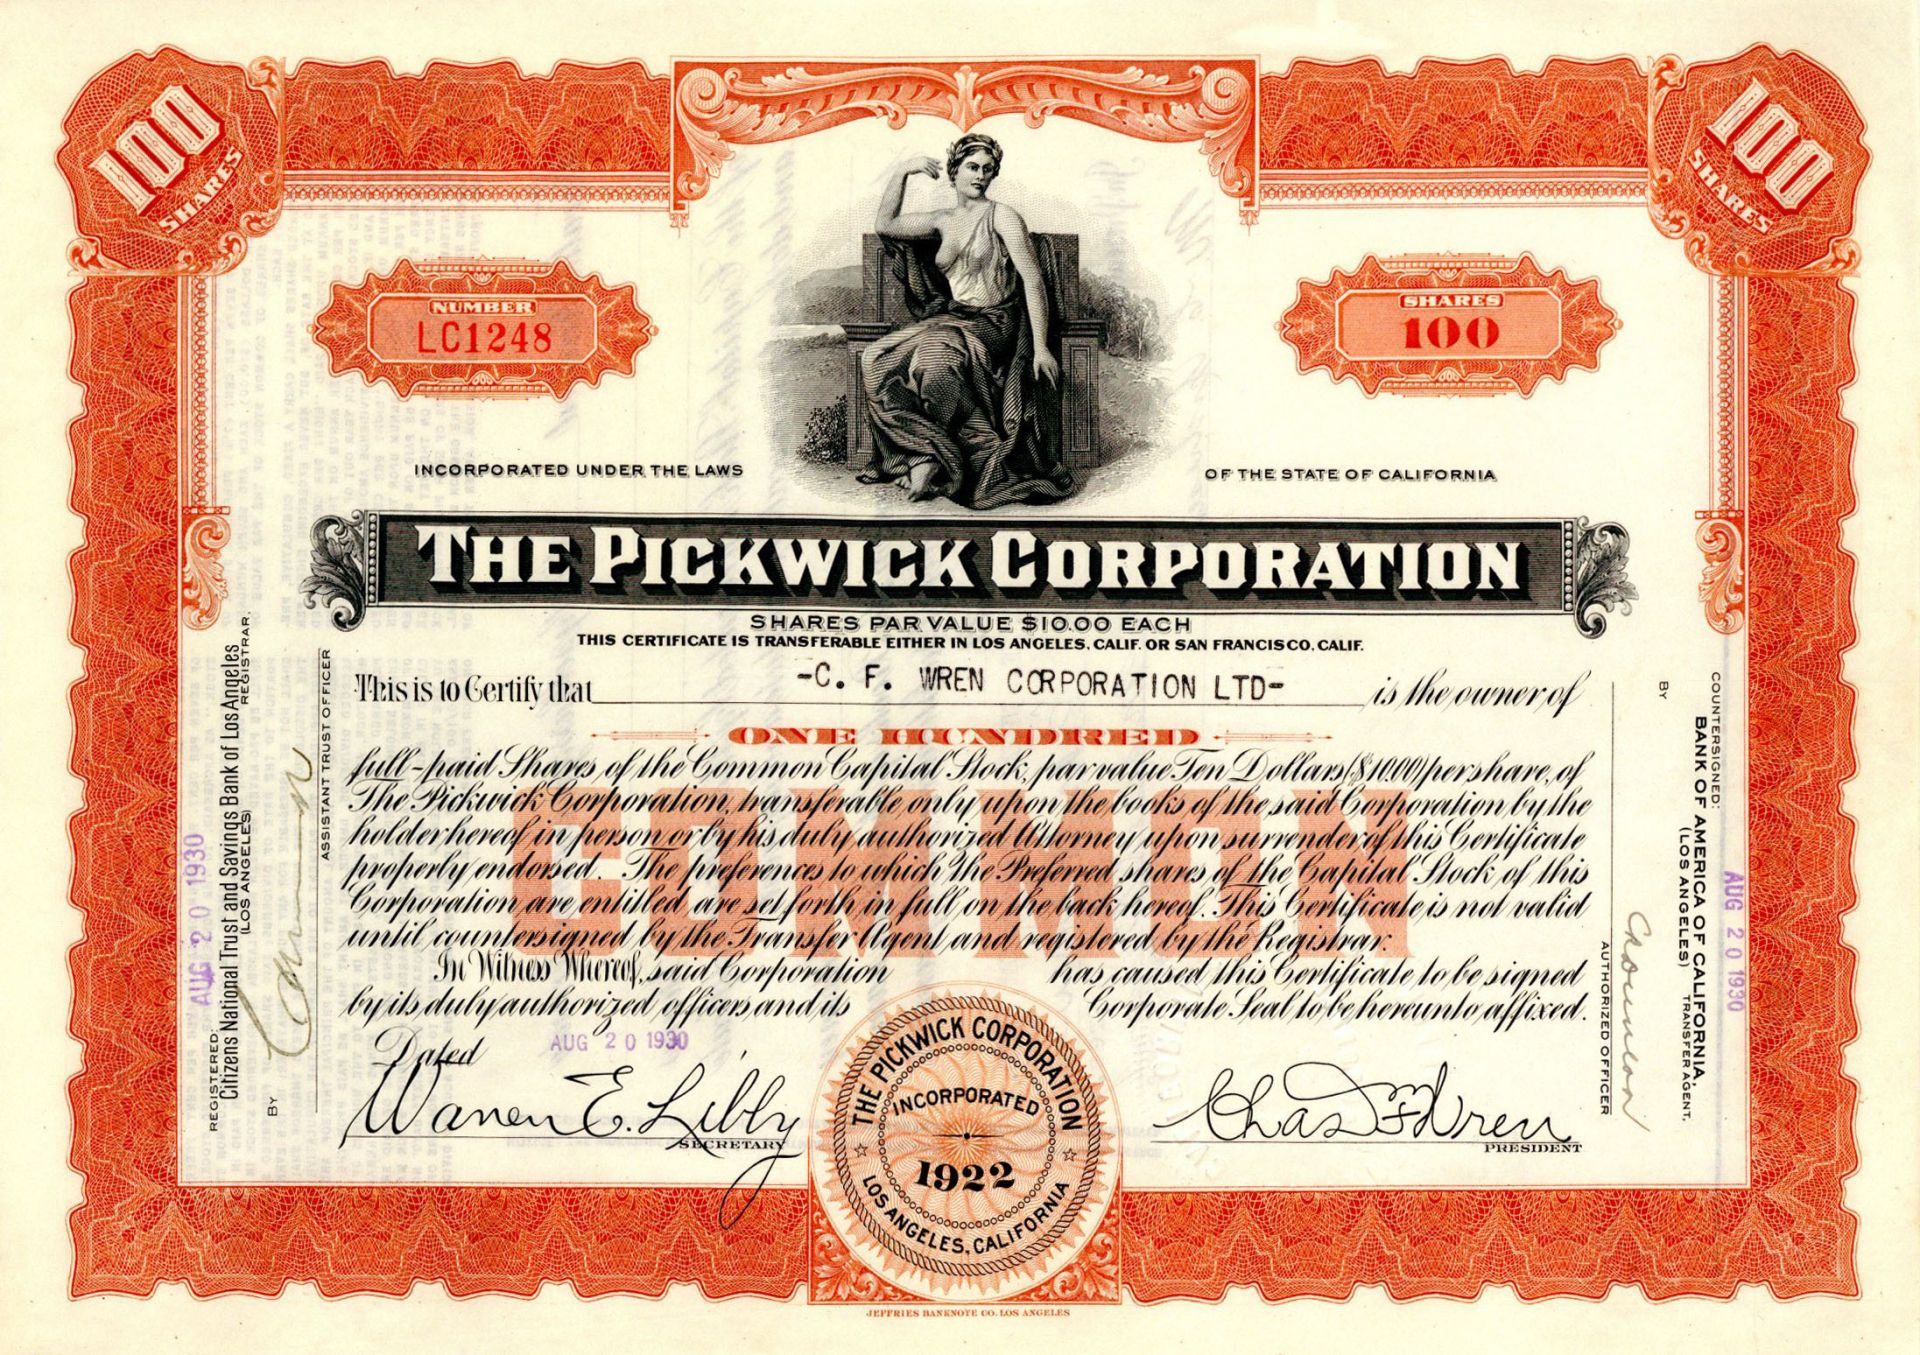 100
SHARES
100
SHARES
NUMBER
LC1248
SHARES
100
INCORPORATED UNDER THE LAWS
OF THE STATE OF CALIFORNIA
THE PICKWICK CORPORATION
SHARES PAR VALUE $10.00 EACH
THIS CERTIFICATE IS TRANSFERABLE EITHER IN LOS ANGELES, CALIF. OR SAN FRANCISCO, CALIF.
This is to Certify that -C. F. WREN CORPORATION LTD- is the owner of
ONE HUNDRED
full-paid Shares of the Common Capital Stock, par value Ten Dollars ($10.00) per share, of
The Pickwick Corporation, transferable only upon the books of the said Corporation by the
holder hereof in person or by his duly authorized Attorney upon surrender of this Certificate
properly endorsed. The preferences to which the Preferred shares of the Capital Stock of this
Corporation are entitled are set forth in full on the back hereof. This Certificate is not valid
until countersigned by the Transfer Agent and registered by the Registrar.
COMMON
In Witness Whereof, said Corporation has caused this Certificate to be signed
by its duly authorized officers and its Corporate Seal to be hereunto affixed.
Dated AUG 20 1930
Warren E. Libby
SECRETARY
Chas F Wren
PRESIDENT
THE PICKWICK CORPORATION
INCORPORATED
1922
LOS ANGELES, CALIFORNIA
AUG 20 1930
REGISTERED:
Citizens National Trust and Savings Bank of Los Angeles
(LOS ANGELES) REGISTRAR.
BY
ASSISTANT TRUST OFFICER
COUNTERSIGNED:
BANK OF AMERICA OF CALIFORNIA,
(LOS ANGELES) TRANSFER AGENT.
BY
AUTHORIZED OFFICER
AUG 20 1930
JEFFRIES BANKNOTE CO. LOS ANGELES